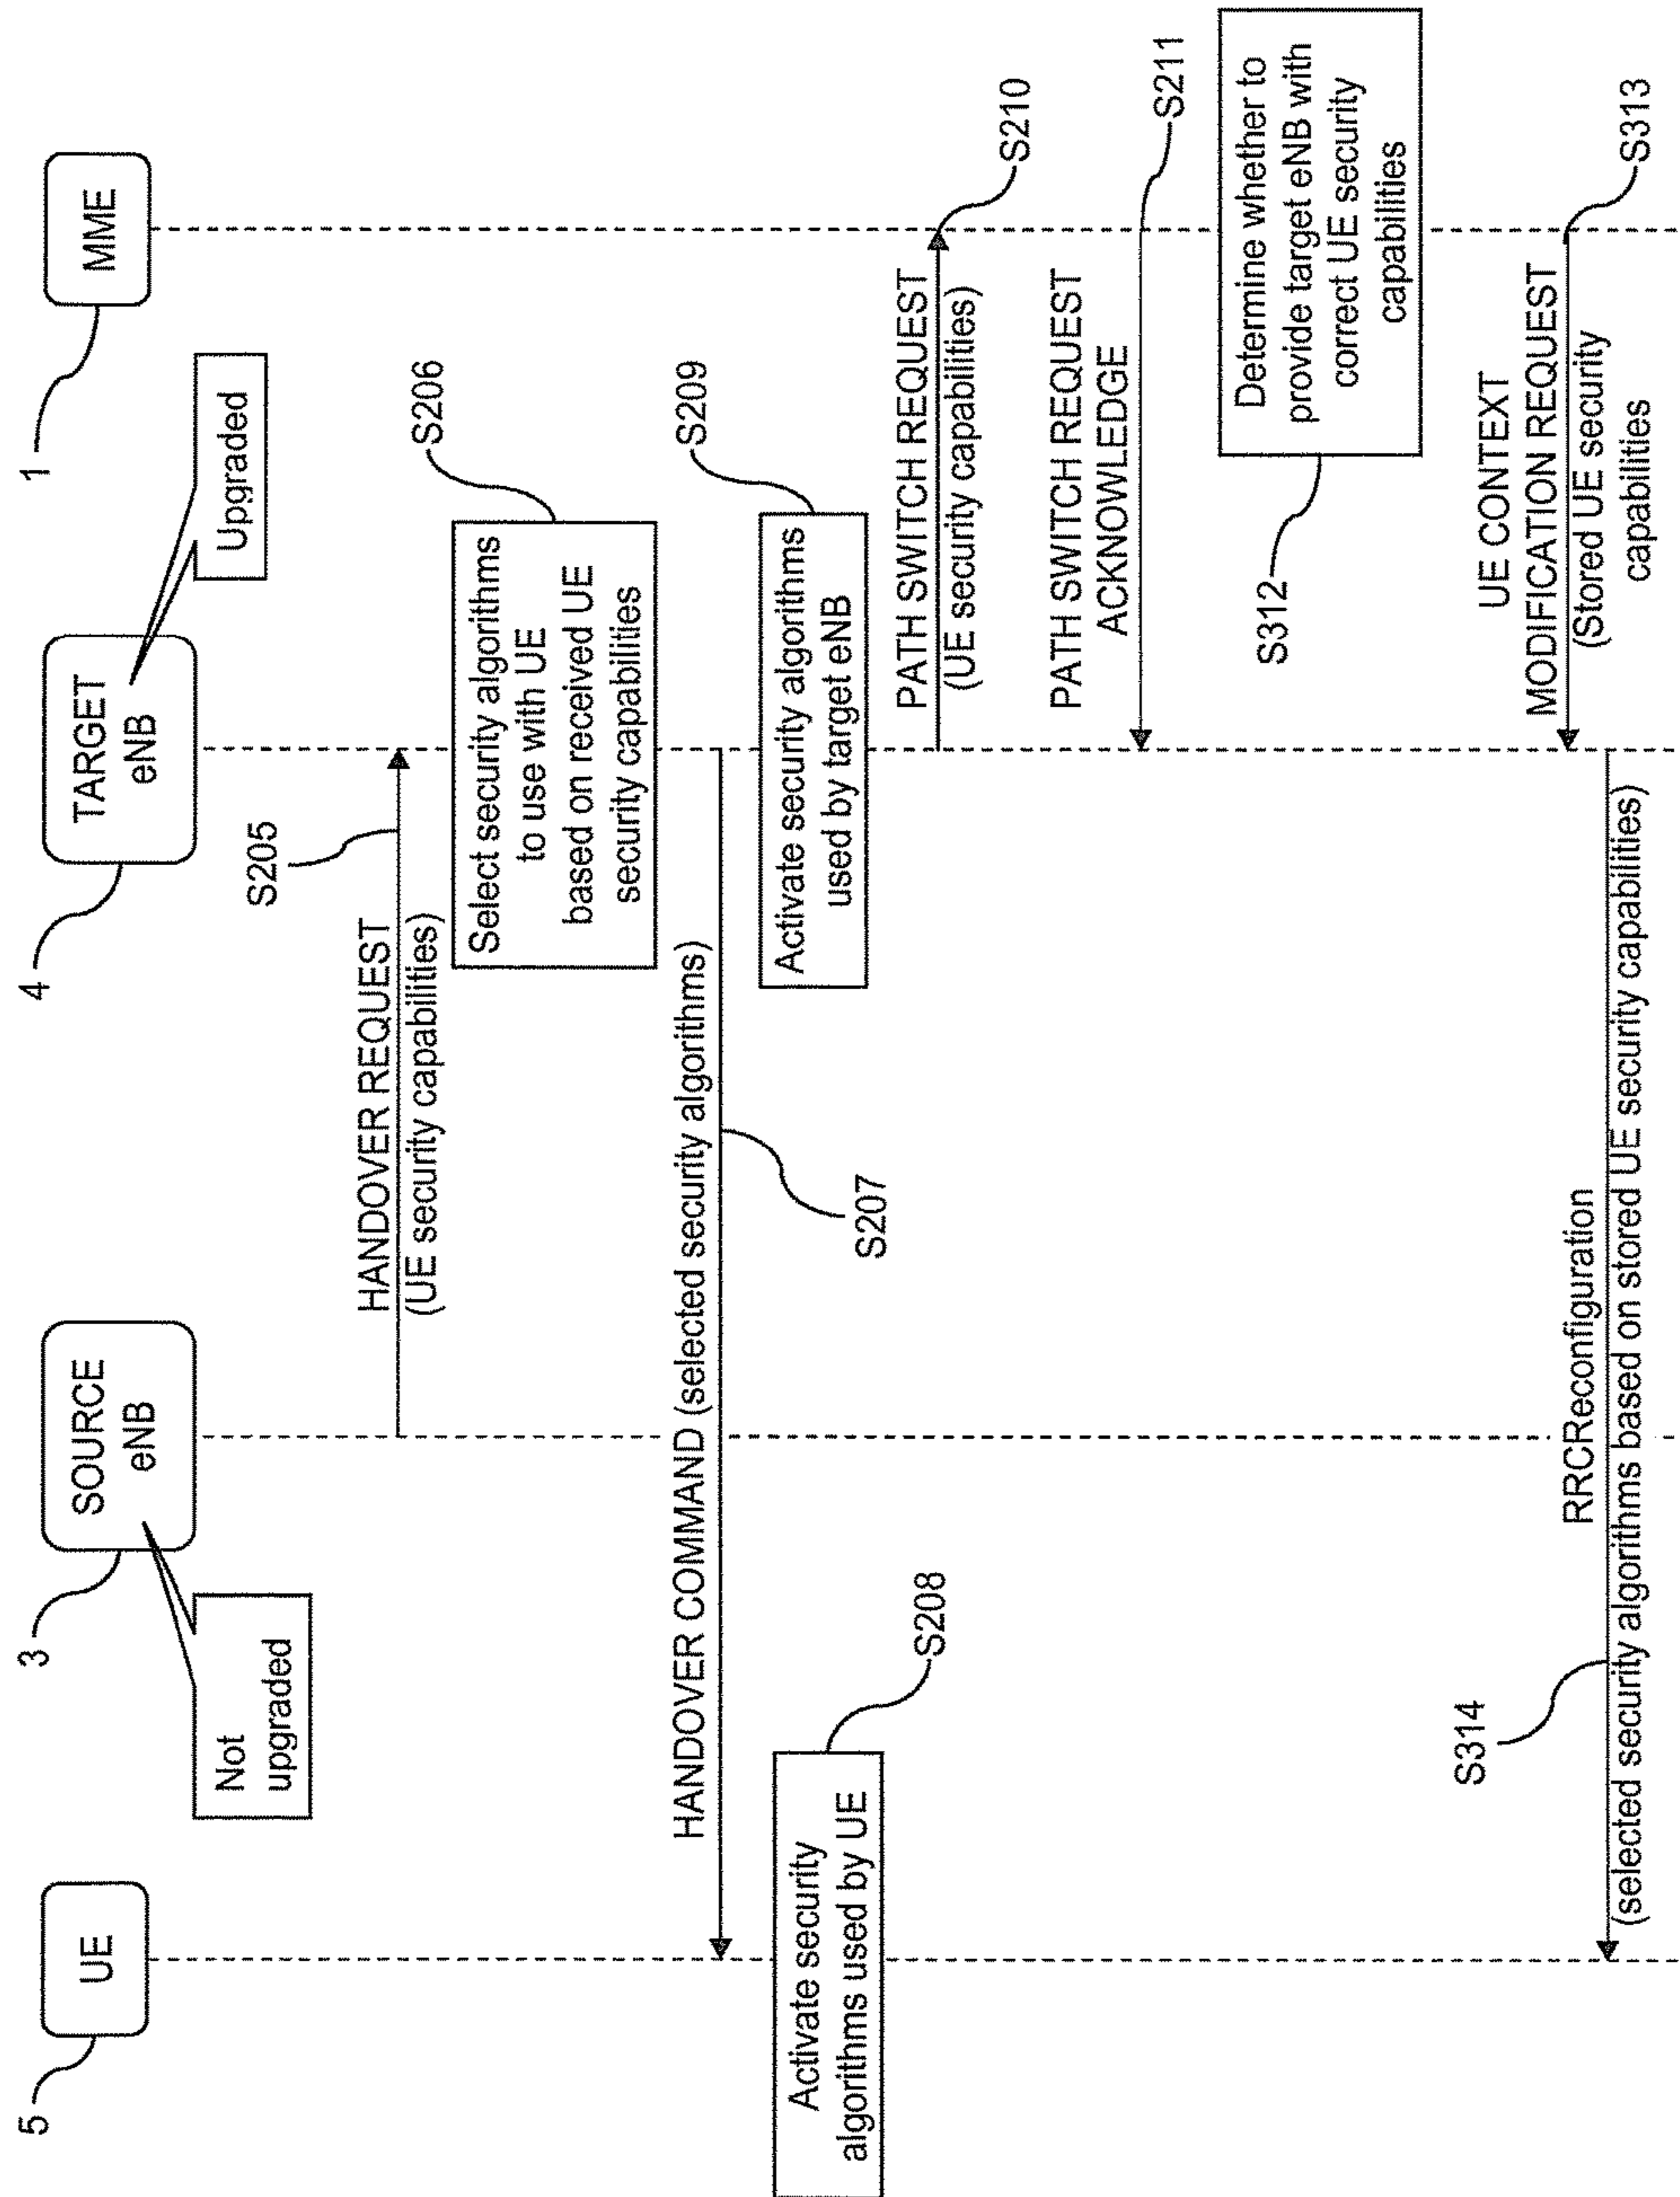 5
UE
3
SOURCE
eNB
Not
upgraded
4
TARGET
eNB
Upgraded
1
MME
S205
HANDOVER REQUEST
(UE security capabilities)
Select security algorithms
to use with UE
based on received UE
security capabilities
S206
HANDOVER COMMAND (selected security algorithms)
S207
Activate security
algorithms used by UE
S208
Activate security algorithms
used by target eNB
S209
PATH SWITCH REQUEST
(UE security capabilities)
S210
PATH SWITCH REQUEST
ACKNOWLEDGE
S211
Determine whether to
provide target eNB with
correct UE security
capabilities
S312
UE CONTEXT
MODIFICATION REQUEST
(Stored UE security
capabilities
S313
RRCReconfiguration
(selected security algorithms based on stored UE security capabilities)
S314